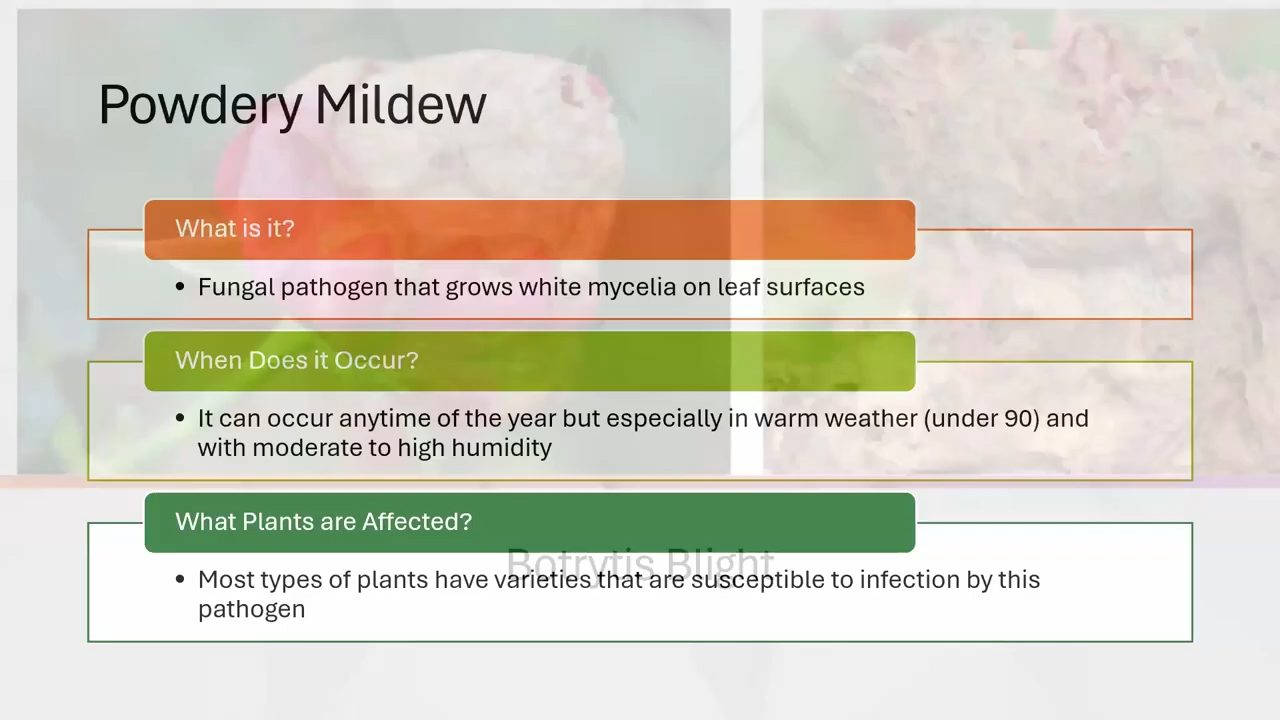 Powdery Mildew
What is it?
• Fungal pathogen that grows white mycelia on leaf surfaces
When Does it Occur?
• It can occur anytime of the year but especially in warm weather (under 90) and
with moderate to high humidity
What Plants are Affected?
Botrytis Blight
• Most types of plants have varieties that are susceptible to infection by this
pathogen